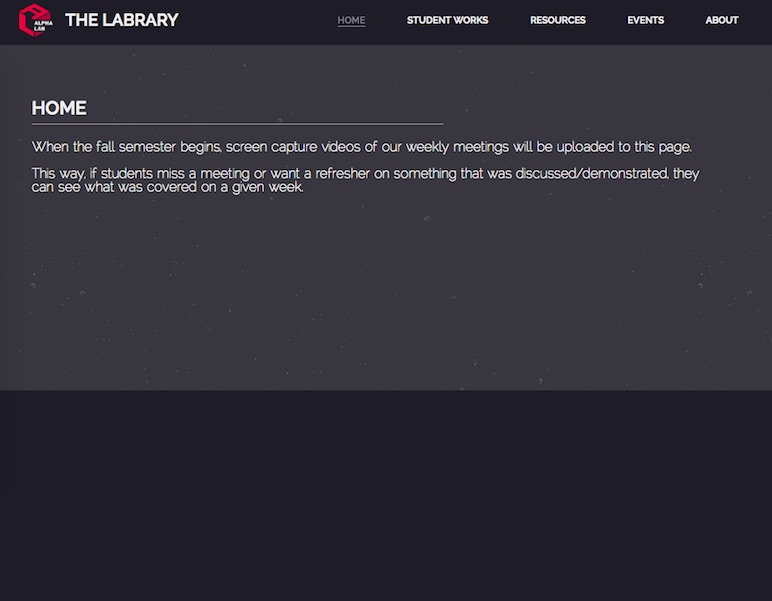 ALPHA
LAB
THE LABRARY
HOME
STUDENT WORKS
RESOURCES
EVENTS
ABOUT
HOME
When the fall semester begins, screen capture videos of our weekly meetings will be uploaded to this page.
This way, if students miss a meeting or want a refresher on something that was discussed/demonstrated, they
can see what was covered on a given week.